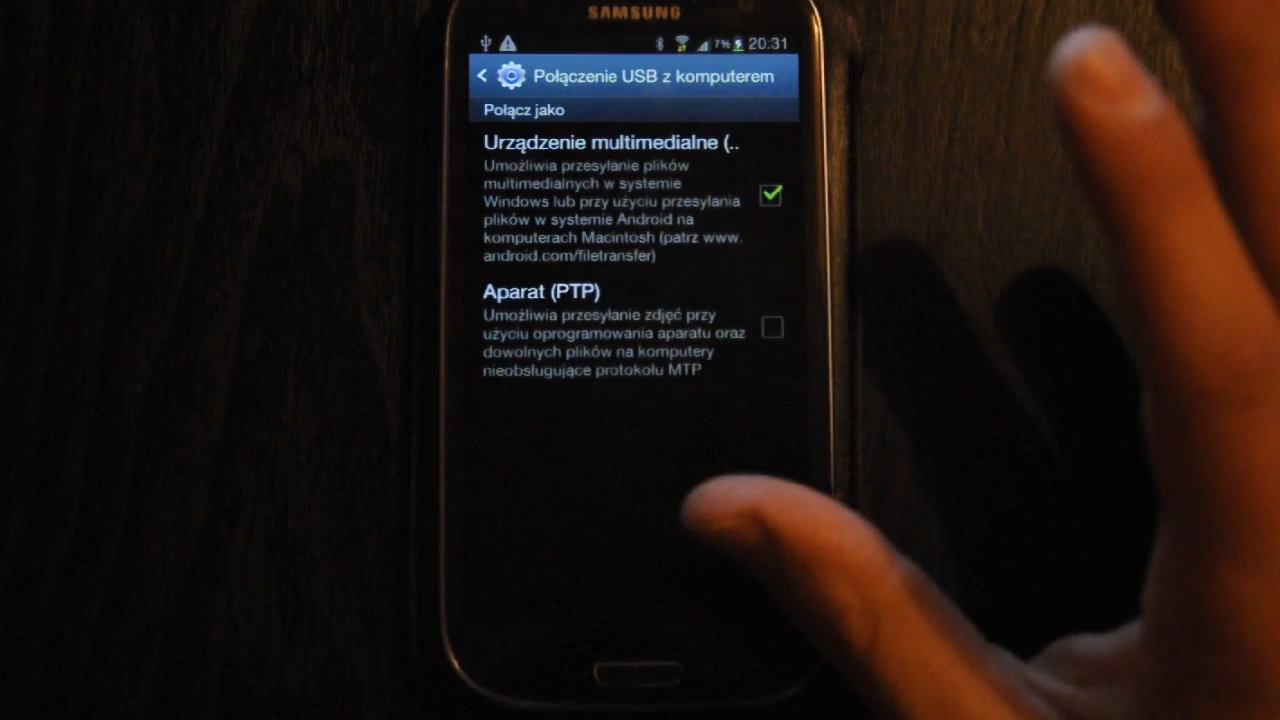 SAMSUNG
7% 20:31
Połączenie USB z komputerem
Połącz jako
Urządzenie multimedialne (..
Umożliwia przesyłanie plików
multimedialnych w systemie
Windows lub przy użyciu przesyłania
plików w systemie Android na
komputerach Macintosh (patrz www.
android.com/filetransfer)
Aparat (PTP)
Umożliwia przesyłanie zdjęć przy
użyciu oprogramowania aparatu oraz
dowolnych plików na komputery
nieobsługujące protokołu MTP